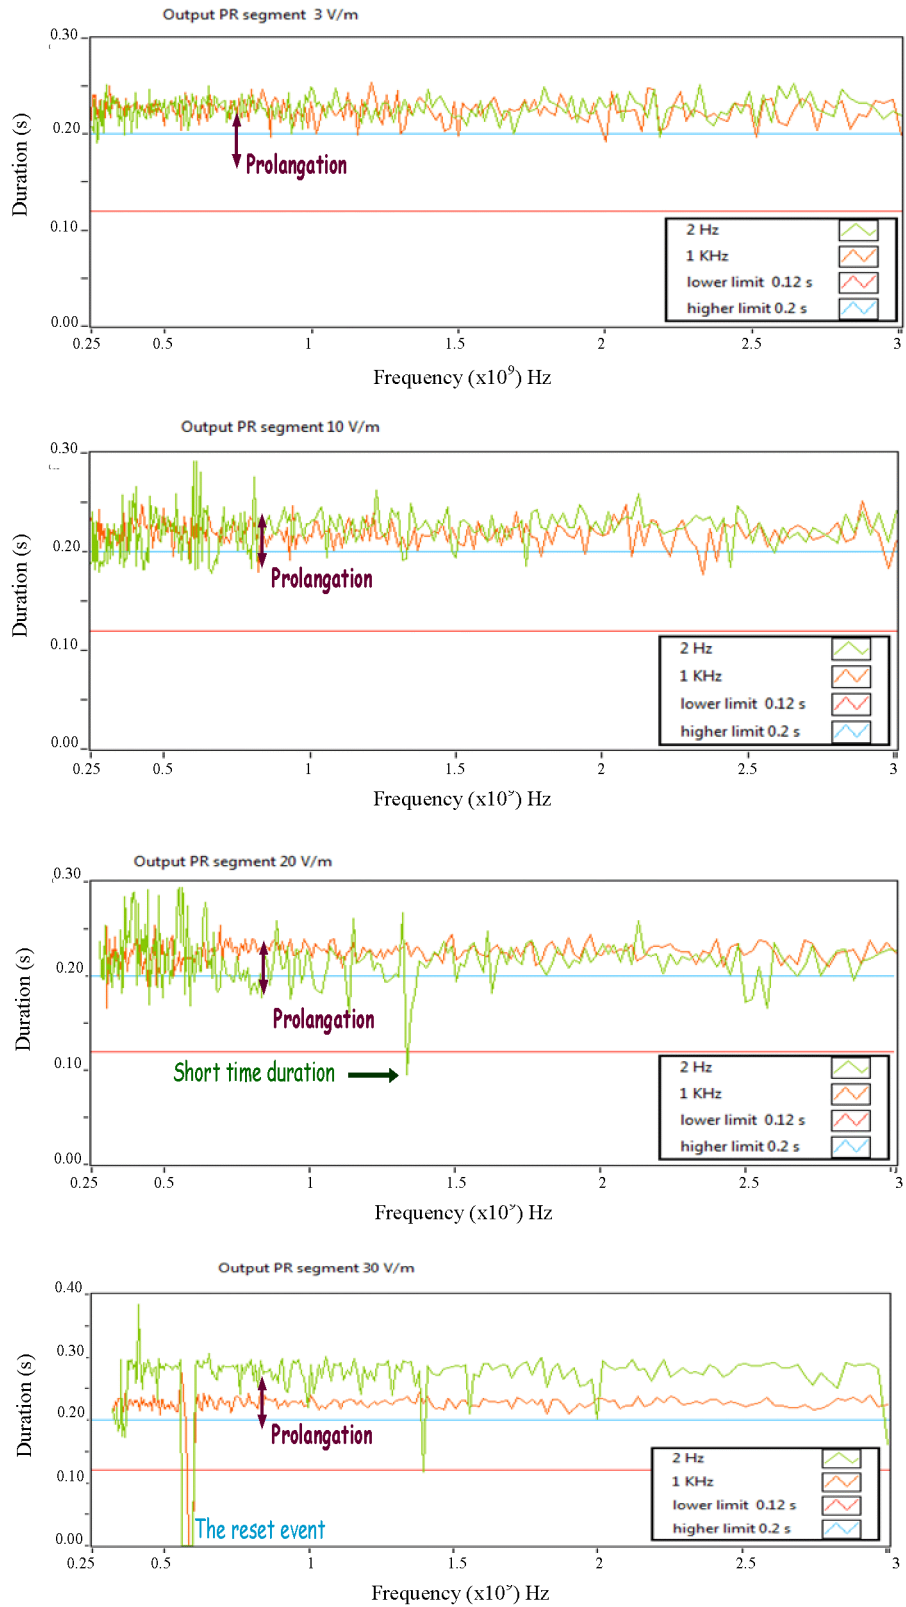 Output PR segment  3 V/m
0.30
0.20
0.10
0.00
Duration (s)
Prolangation
2 Hz
1 KHz
lower limit  0.12 s
higher limit 0.2 s
0.25 0.5 1 1.5 2 2.5 3
Frequency (x10⁹) Hz
Output PR segment 10 V/m
0.30
0.20
0.10
0.00
Duration (s)
Prolangation
2 Hz
1 KHz
lower limit  0.12 s
higher limit 0.2 s
0.25 0.5 1 1.5 2 2.5 3
Frequency (x10⁹) Hz
Output PR segment 20 V/m
0.30
0.20
0.10
0.00
Duration (s)
Prolangation
Short time duration
2 Hz
1 KHz
lower limit  0.12 s
higher limit 0.2 s
0.25 0.5 1 1.5 2 2.5 3
Frequency (x10⁹) Hz
Output PR segment 30 V/m
0.40
0.30
0.20
0.10
0.00
Duration (s)
Prolangation
The reset event
2 Hz
1 KHz
lower limit  0.12 s
higher limit 0.2 s
0.25 0.5 1 1.5 2 2.5 3
Frequency (x10⁹) Hz